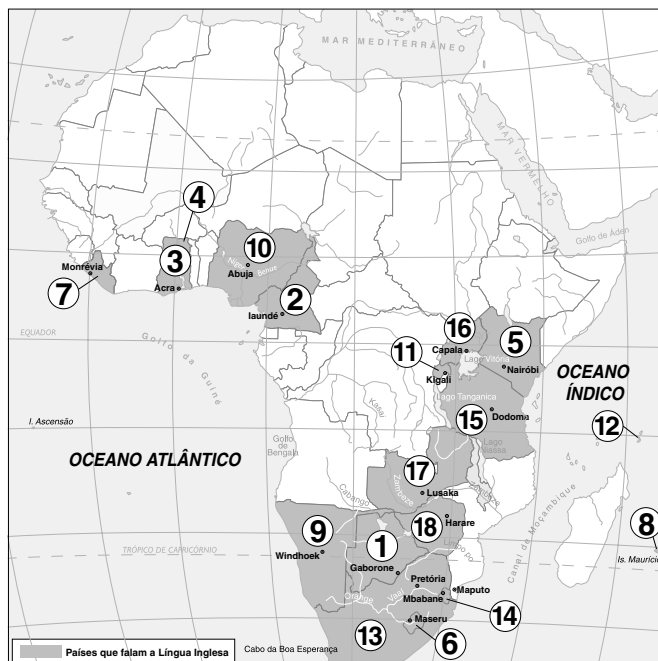 MAR MEDITERRÂNEO
MAR VERMELHO
Golfo de Áden
4
3
10
Níger
Benue
Abuja
Monrévia
7
Acra
2
Iaundé
EQUADOR
Golfo da Guiné
16
5
Capala
Lago Vitória
11
Kigali
Nairóbi
OCEANO
ÍNDICO
Kasai
Lago Tanganica
15
Dodoma
12
I. Ascensão
Golfo de
Bengala
Lago
OCEANO ATLÂNTICO
17
Zambeze
Lusaka
Cubango
Canal de Moçambique
9
1
18
Harare
8
Windhoek
Limpopo
Is. Maurício
TRÓPICO DE CAPRICÓRNIO
Gaborone
Pretória
Orange
Vaal
Maputo
Mbabane
14
Maseru
13
6
Países que falam a Língua Inglesa
Cabo da Boa Esperança